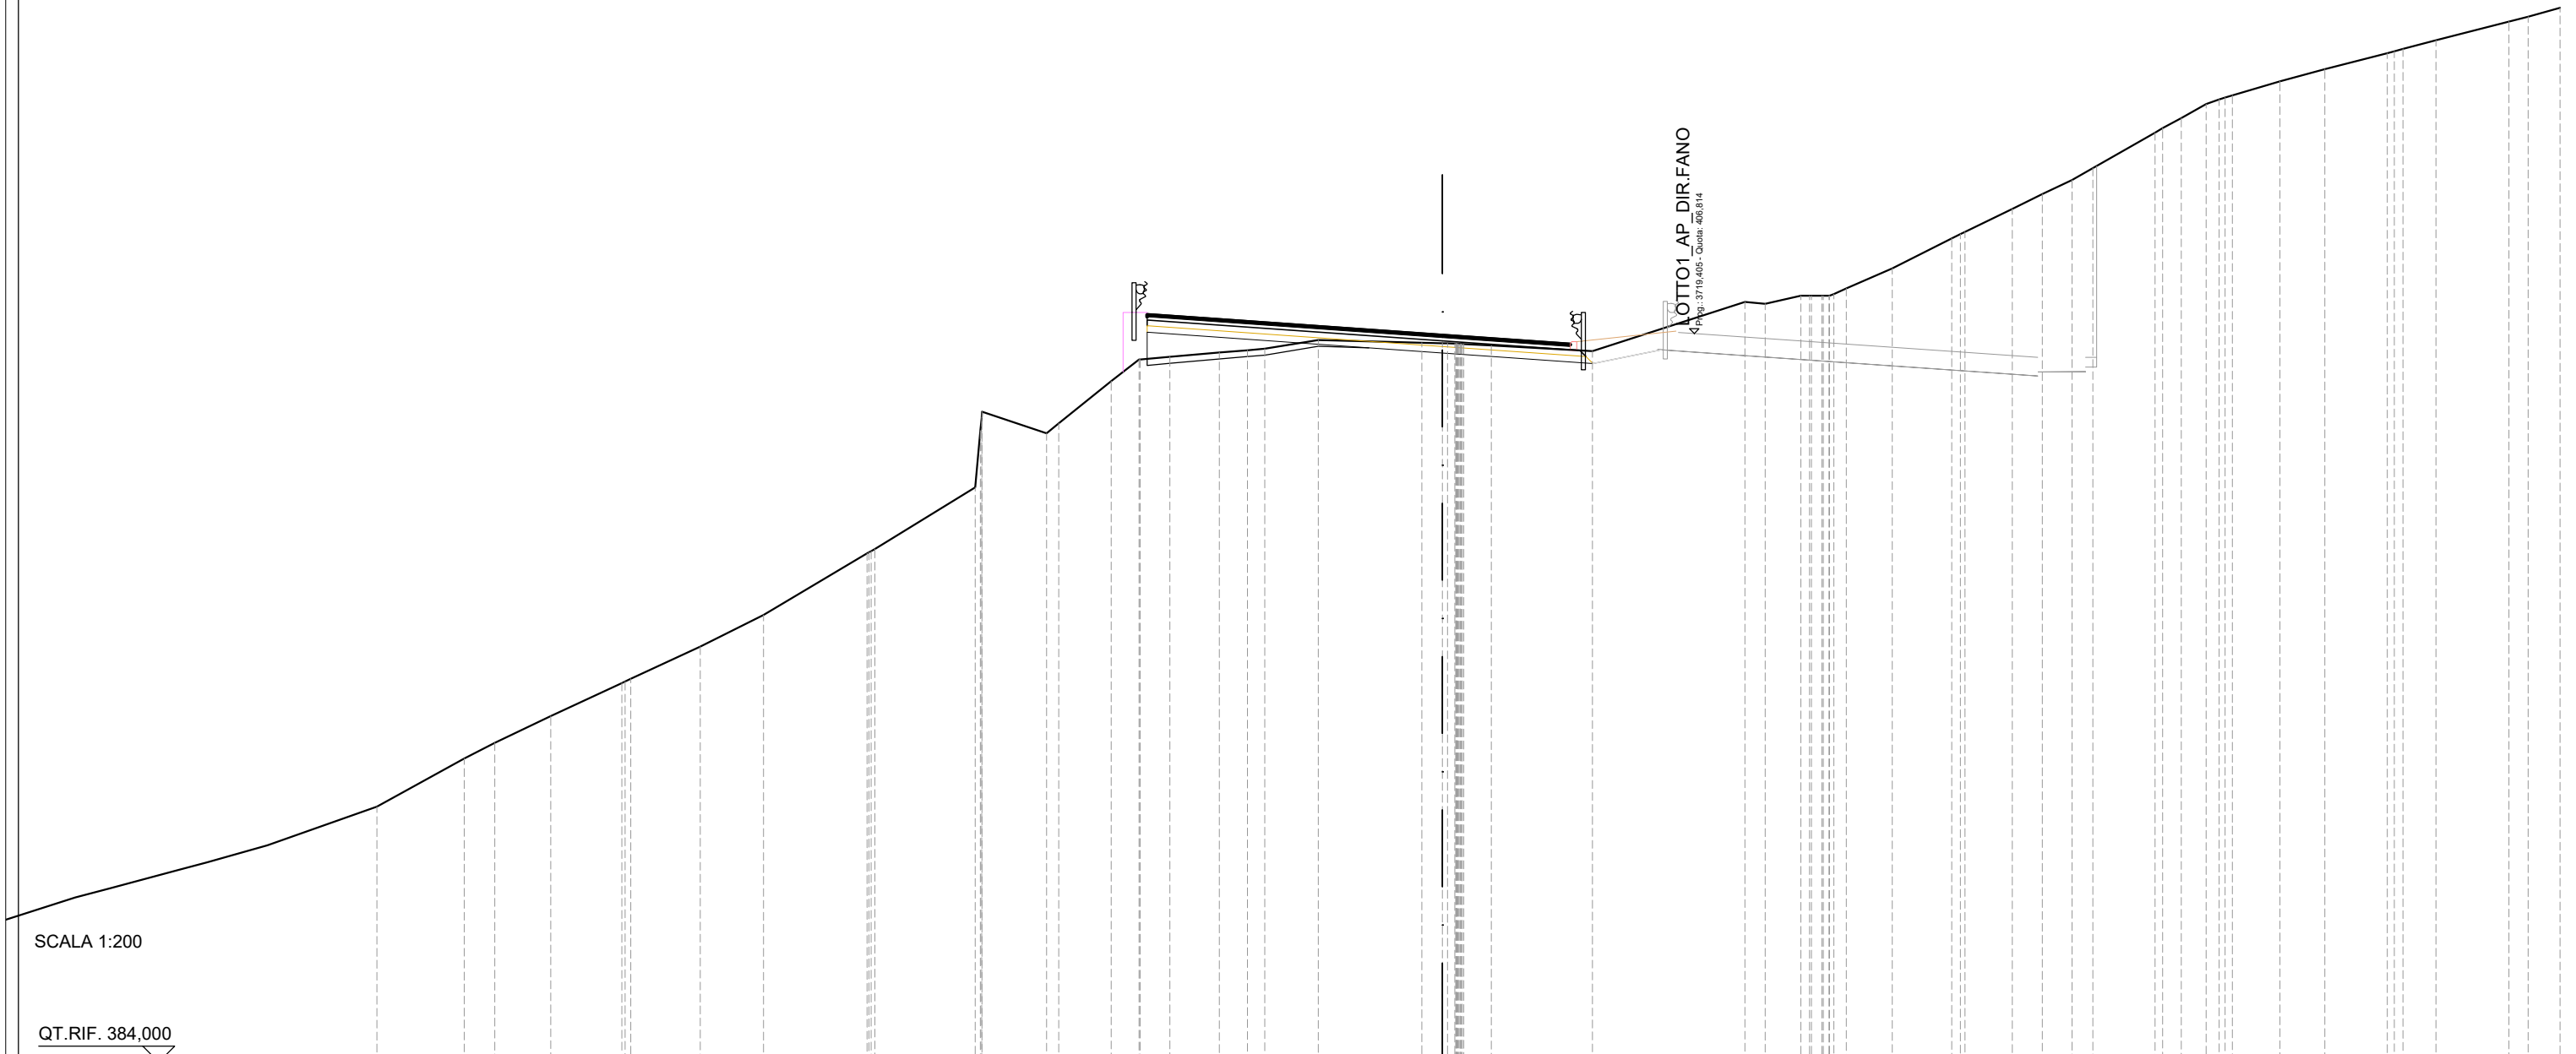 LOTTO1_AP_DIR.FANO
Prog.: 3719,405 - Quota: 406,814
SCALA 1:200
QT.RIF. 384,000